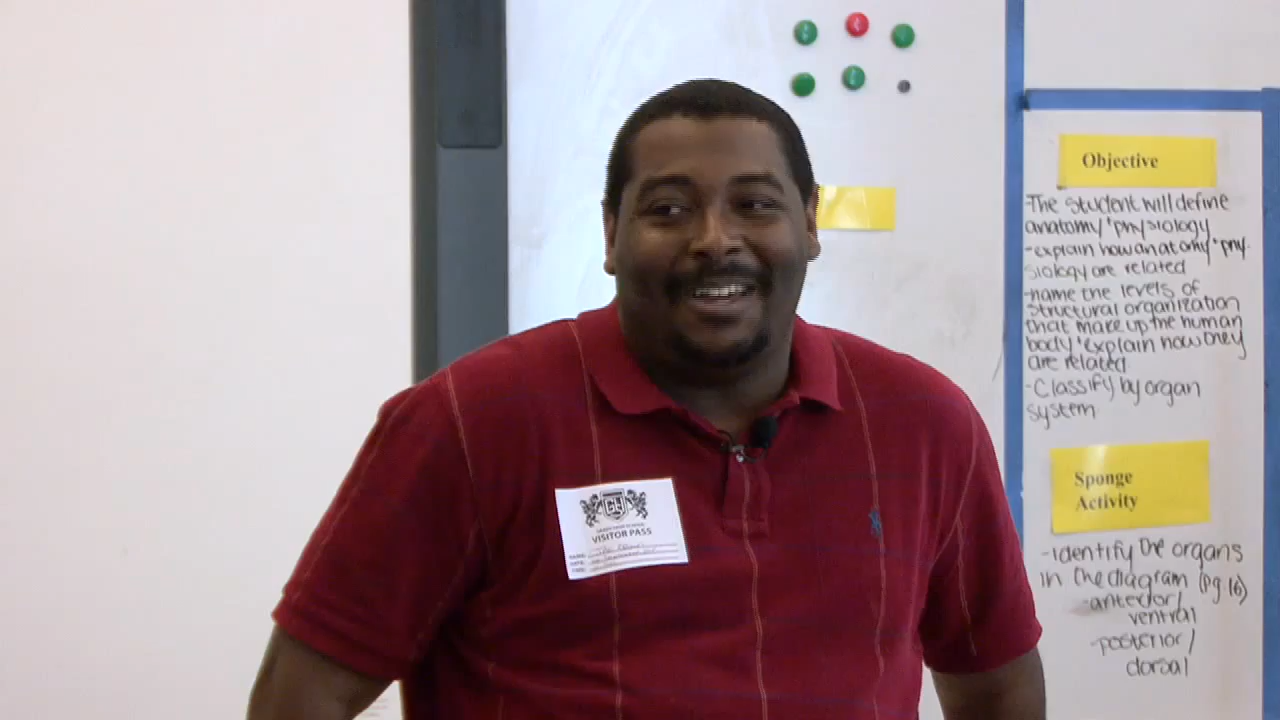 Objective
-The student will define
anatomy + physiology
-explain how anatomy + phy-
siology are related
-name the levels of
structural organization
that make up the human
body + explain how they
are related
-Classify by organ
system
Sponge
Activity
-identify the organs
in the diagram (pg.16)
-anterior/
ventral
-posterior/
dorsal
VISITOR PASS
NAME:
DATE: